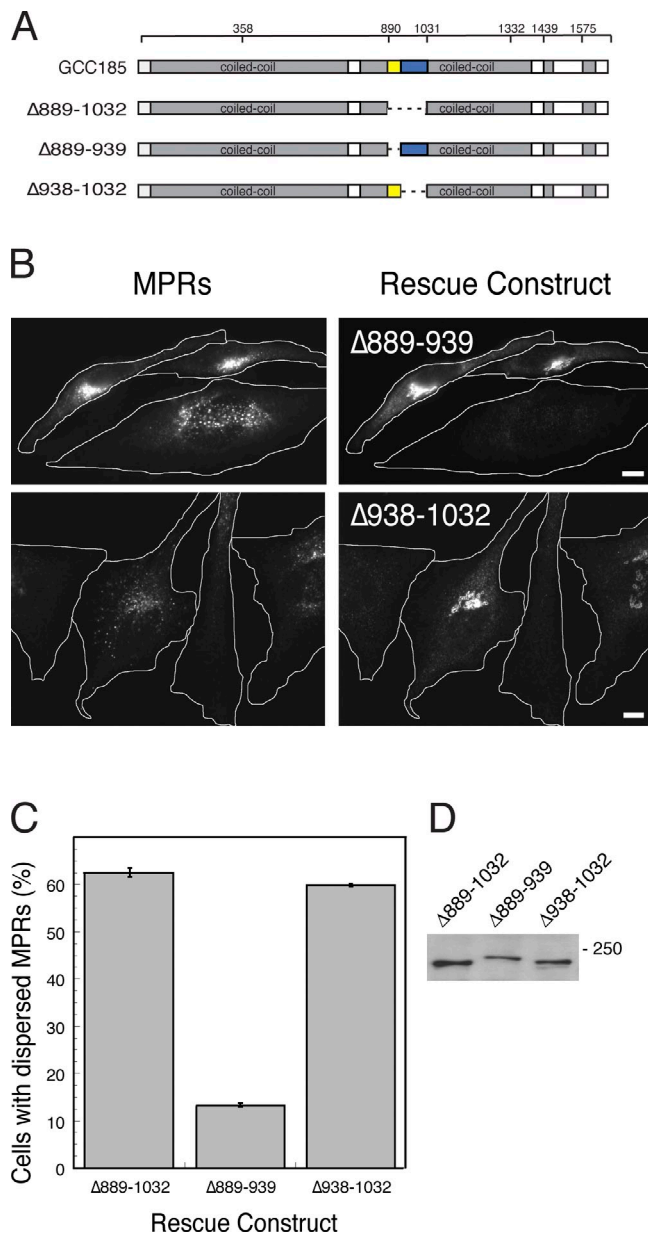 A
358 890 1031 1332 1439 1575
GCC185 coiled-coil coiled-coil
Δ889-1032 coiled-coil coiled-coil
Δ889-939 coiled-coil coiled-coil
Δ938-1032 coiled-coil coiled-coil
B
MPRs Rescue Construct
Δ889-939
Δ938-1032
C
Cells with dispersed MPRs (%)
60
50
40
30
20
10
0
Δ889-1032 Δ889-939 Δ938-1032
Rescue Construct
D
Δ889-1032 Δ889-939 Δ938-1032
- 250